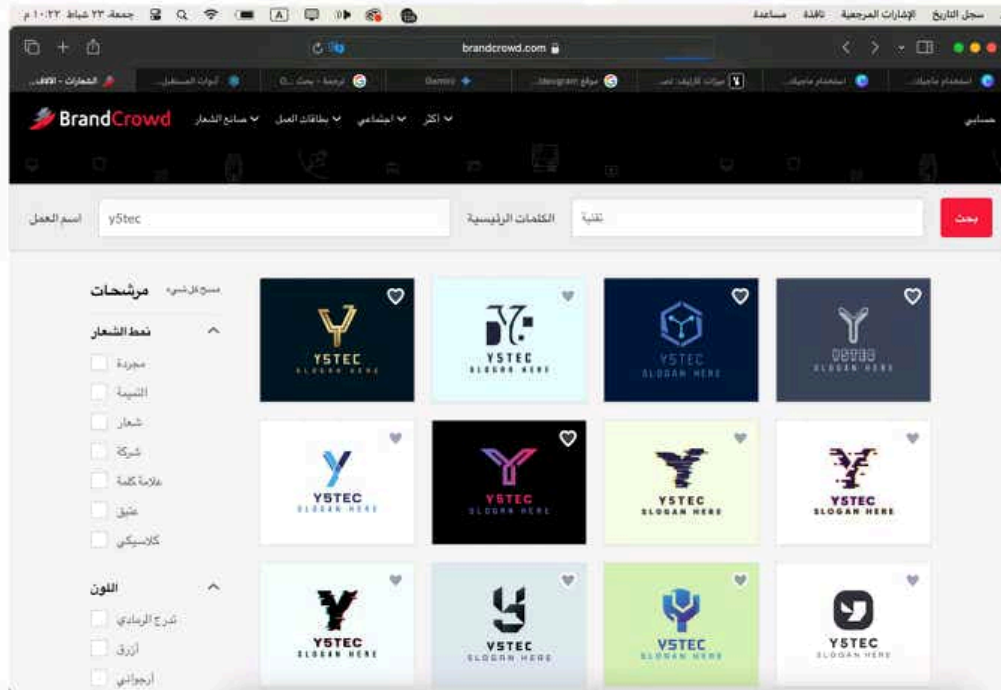 سجل التاريخ الإشارات المرجعية نافذة مساعدة
جمعة ٢٣ شباط ١٠:٢٢ م
brandcrowd.com
BrandCrowd
صانع الشعار
بطاقات العمل
اجتماعي
اكثر
حسابي
اسم العمل
y5tec
الكلمات الرئيسية
تقنية
بحث
مرشحات
مسح كل شيء
نمط الشعار
مجردة
التميمة
شعار
شركة
علامة كلمة
عتيق
كلاسيكي
اللون
تدرج الرمادي
أزرق
أرجواني
Y5TEC
SLOGAN HERE
Y5TEC
SLOGAN HERE
Y5TEC
SLOGAN HERE
Y5TEC
SLOGAN HERE
Y5TEC
SLOGAN HERE
Y5TEC
SLOGAN HERE
Y5TEC
SLOGAN HERE
Y5TEC
SLOGAN HERE
Y5TEC
SLOGAN HERE
Y5TEC
SLOGAN HERE
Y5TEC
SLOGAN HERE
Y5TEC
SLOGAN HERE